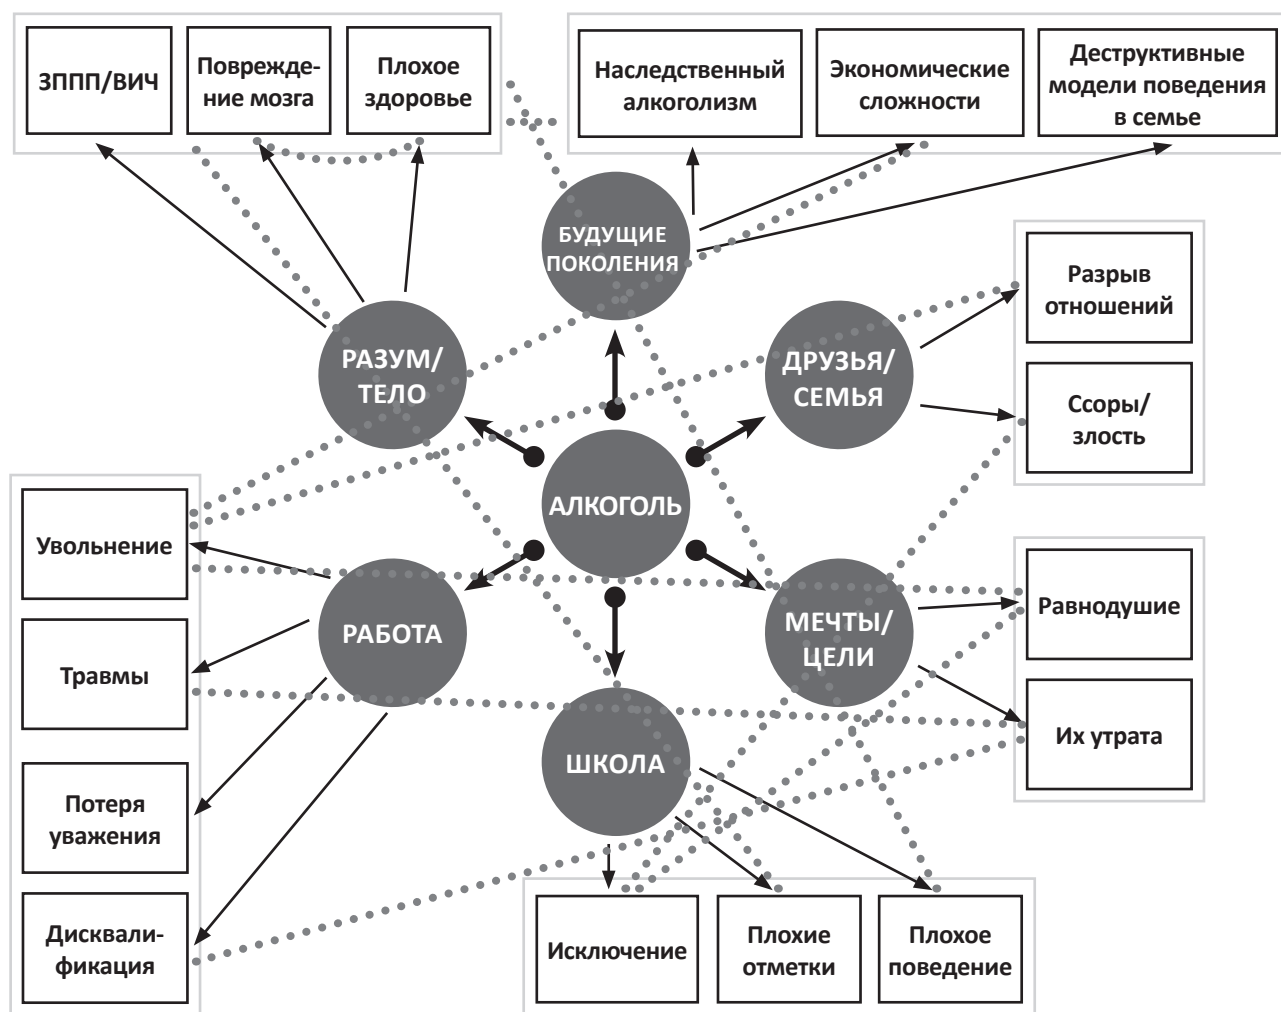 ЗППП/ВИЧ
Поврежде-
ние мозга
Плохое
здоровье
Наследственный
алкоголизм
Экономические
сложности
Деструктивные
модели поведения
в семье
БУДУЩИЕ
ПОКОЛЕНИЯ
РАЗУМ/
ТЕЛО
ДРУЗЬЯ/
СЕМЬЯ
Разрыв
отношений
Ссоры/
злость
АЛКОГОЛЬ
Увольнение
Травмы
Потеря
уважения
Дисквали-
фикация
РАБОТА
МЕЧТЫ/
ЦЕЛИ
Равнодушие
Их утрата
ШКОЛА
Исключение
Плохие
отметки
Плохое
поведение